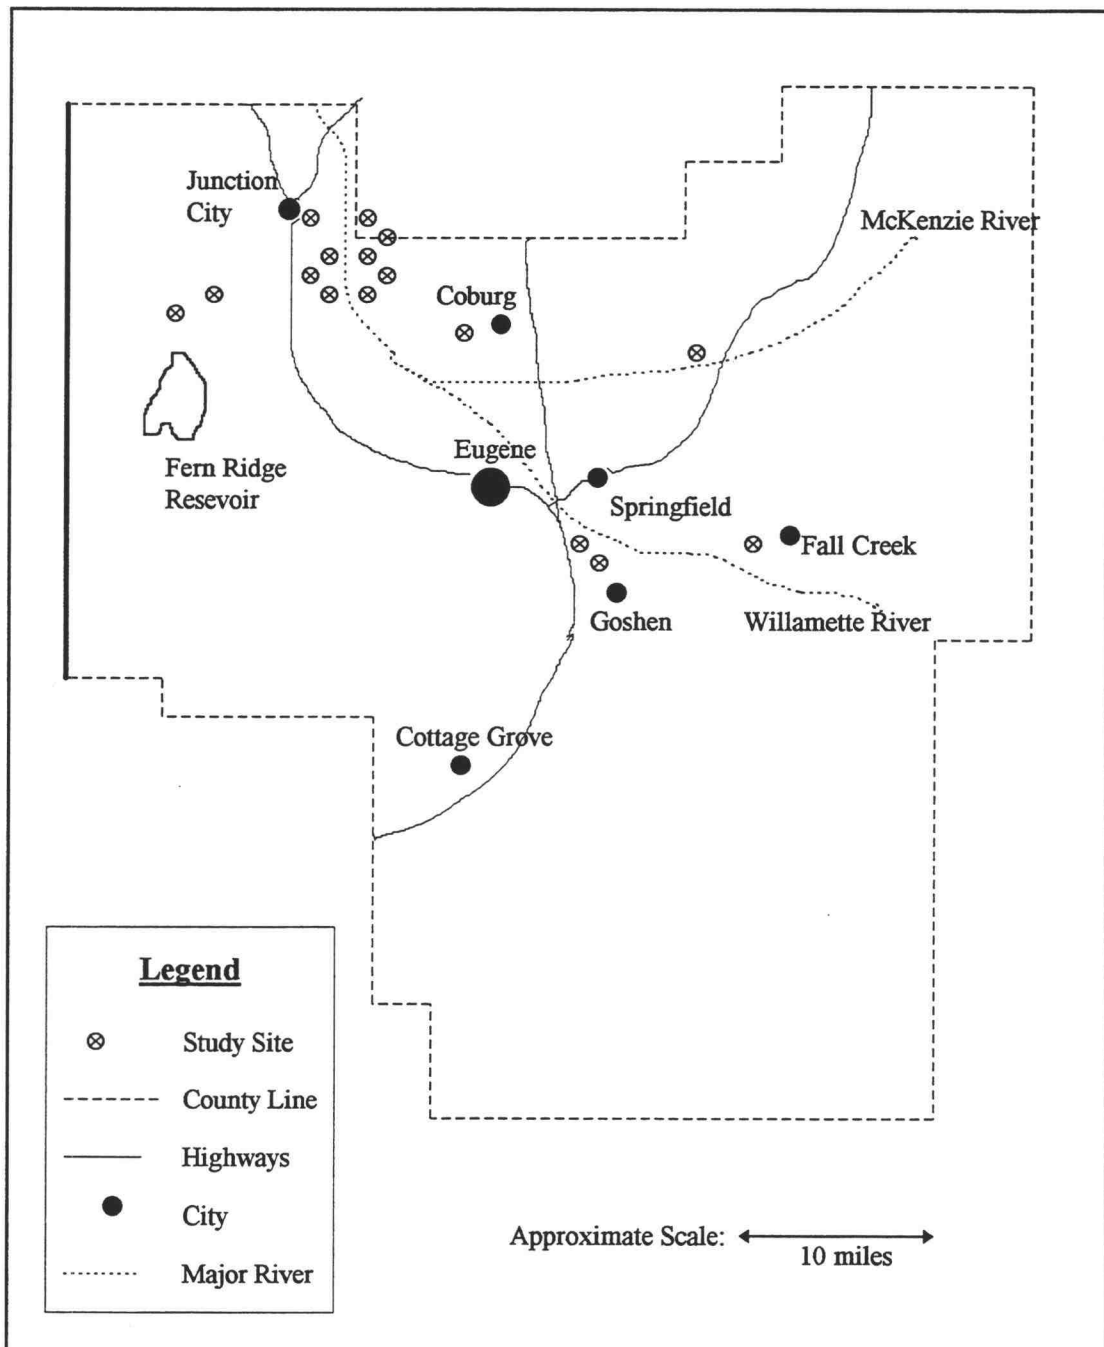 Junction
City
McKenzie River
Coburg
Eugene
Fern Ridge
Resevoir
Springfield
Fall Creek
Goshen
Willamette River
Cottage Grove
Legend
Study Site
County Line
Highways
City
Major River
Approximate Scale:
10 miles